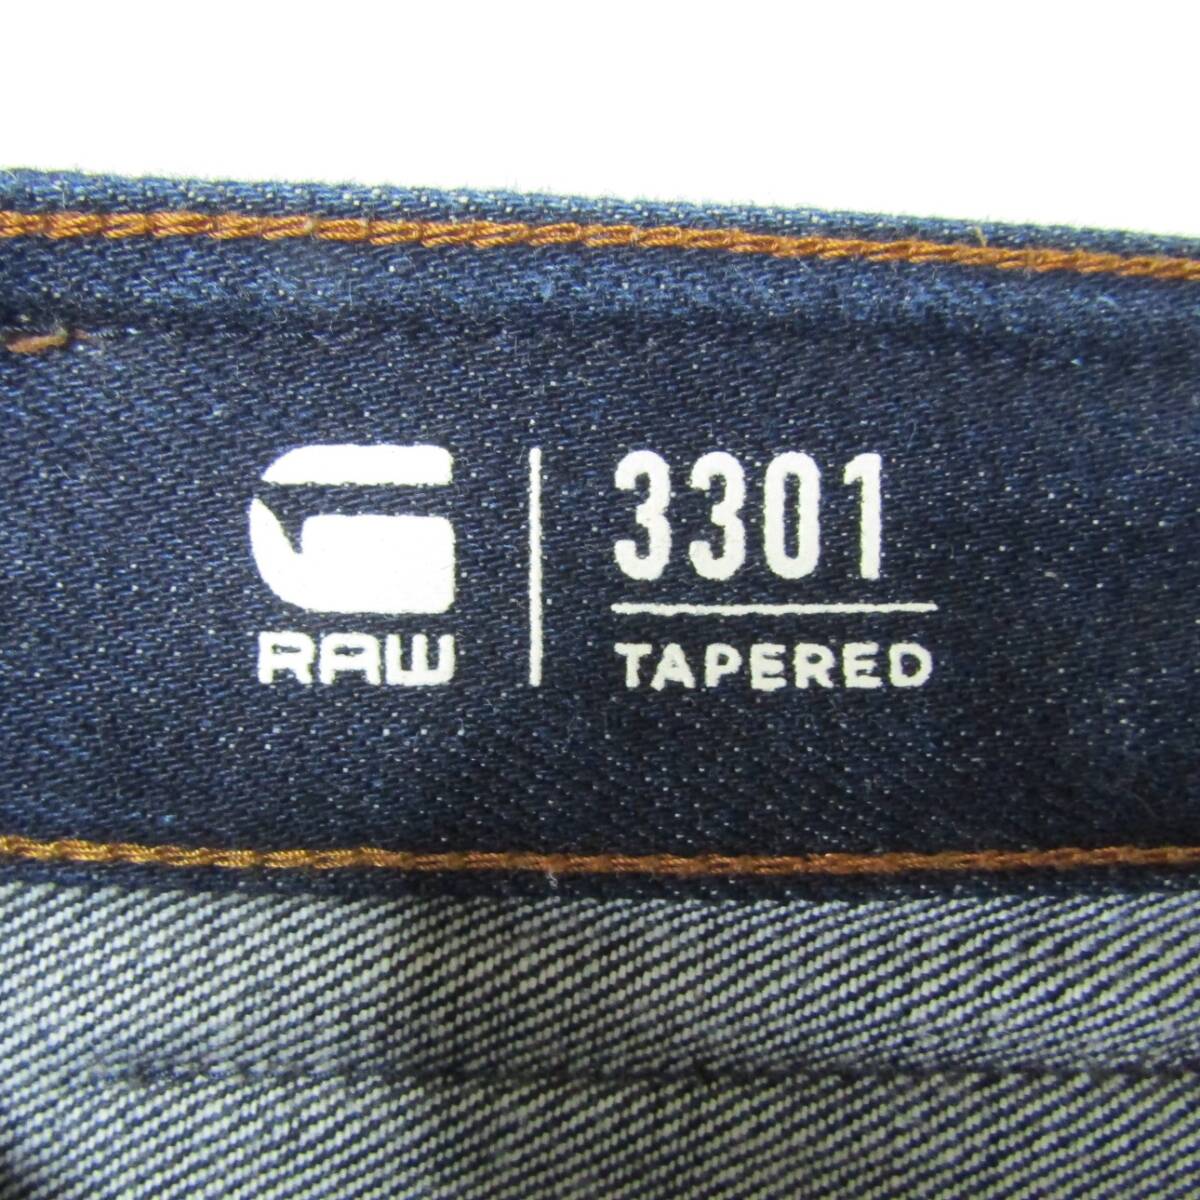 G
RAW
3301
TAPERED